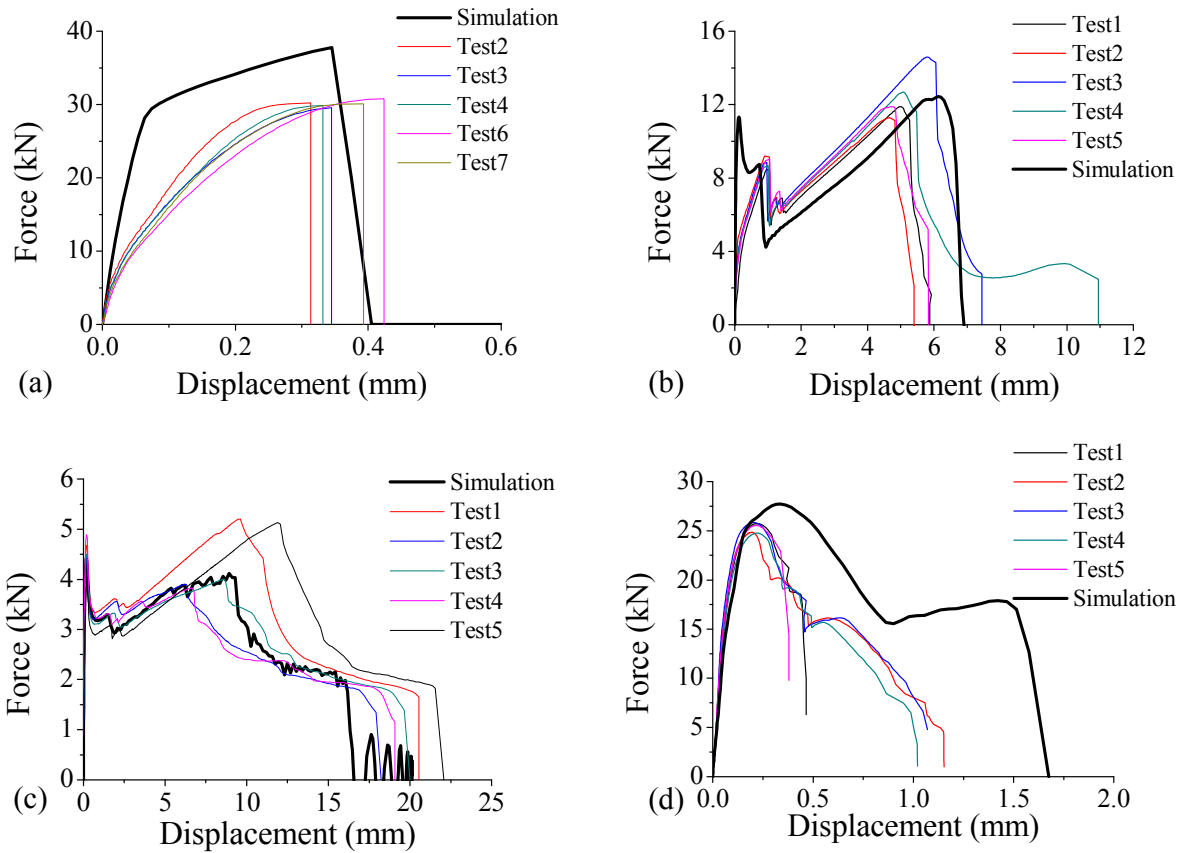 Simulation
Test2
Test3
Test4
Test6
Test7
40
30
20
10
0
0.0
0.2
0.4
0.6
Force (kN)
Displacement (mm)
(a)
Test1
Test2
Test3
Test4
Test5
Simulation
16
12
8
4
0
0
2
4
6
8
10
12
Force (kN)
Displacement (mm)
(b)
Simulation
Test1
Test2
Test3
Test4
Test5
6
5
4
3
2
1
0
0
5
10
15
20
25
Force (kN)
Displacement (mm)
(c)
Test1
Test2
Test3
Test4
Test5
Simulation
30
25
20
15
10
5
0
0.0
0.5
1.0
1.5
2.0
Force (kN)
Displacement (mm)
(d)